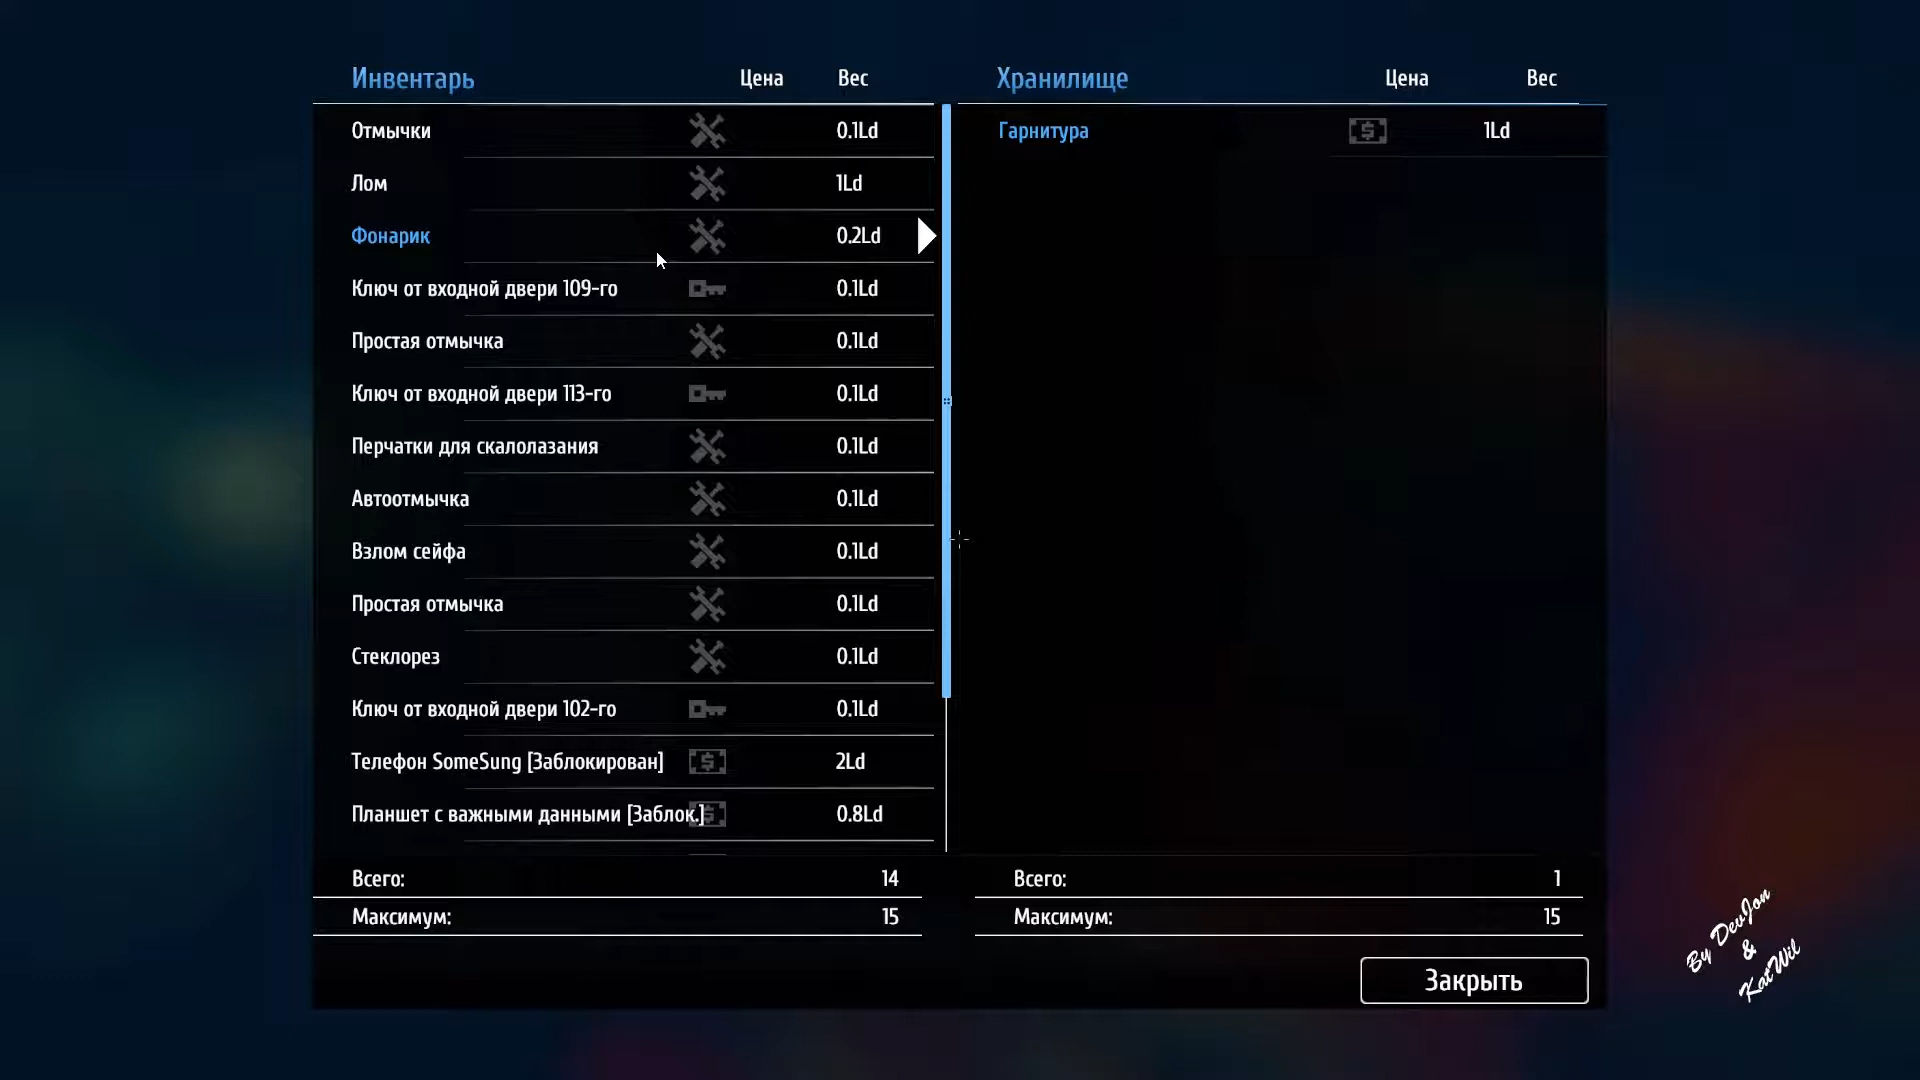 Инвентарь Цена Вес
Отмычки 0.1Ld
Лом 1Ld
Фонарик 0.2Ld
Ключ от входной двери 109-го 0.1Ld
Простая отмычка 0.1Ld
Ключ от входной двери 113-го 0.1Ld
Перчатки для скалолазания 0.1Ld
Автоотмычка 0.1Ld
Взлом сейфа 0.1Ld
Простая отмычка 0.1Ld
Стеклорез 0.1Ld
Ключ от входной двери 102-го 0.1Ld
Телефон SomeSung [Заблокирован] 2Ld
Планшет с важными данными [Заблок.] 0.8Ld
Всего: 14
Максимум: 15
Хранилище Цена Вес
Гарнитура 1Ld
Всего: 1
Максимум: 15
Закрыть
By DevJon
&
KatWil